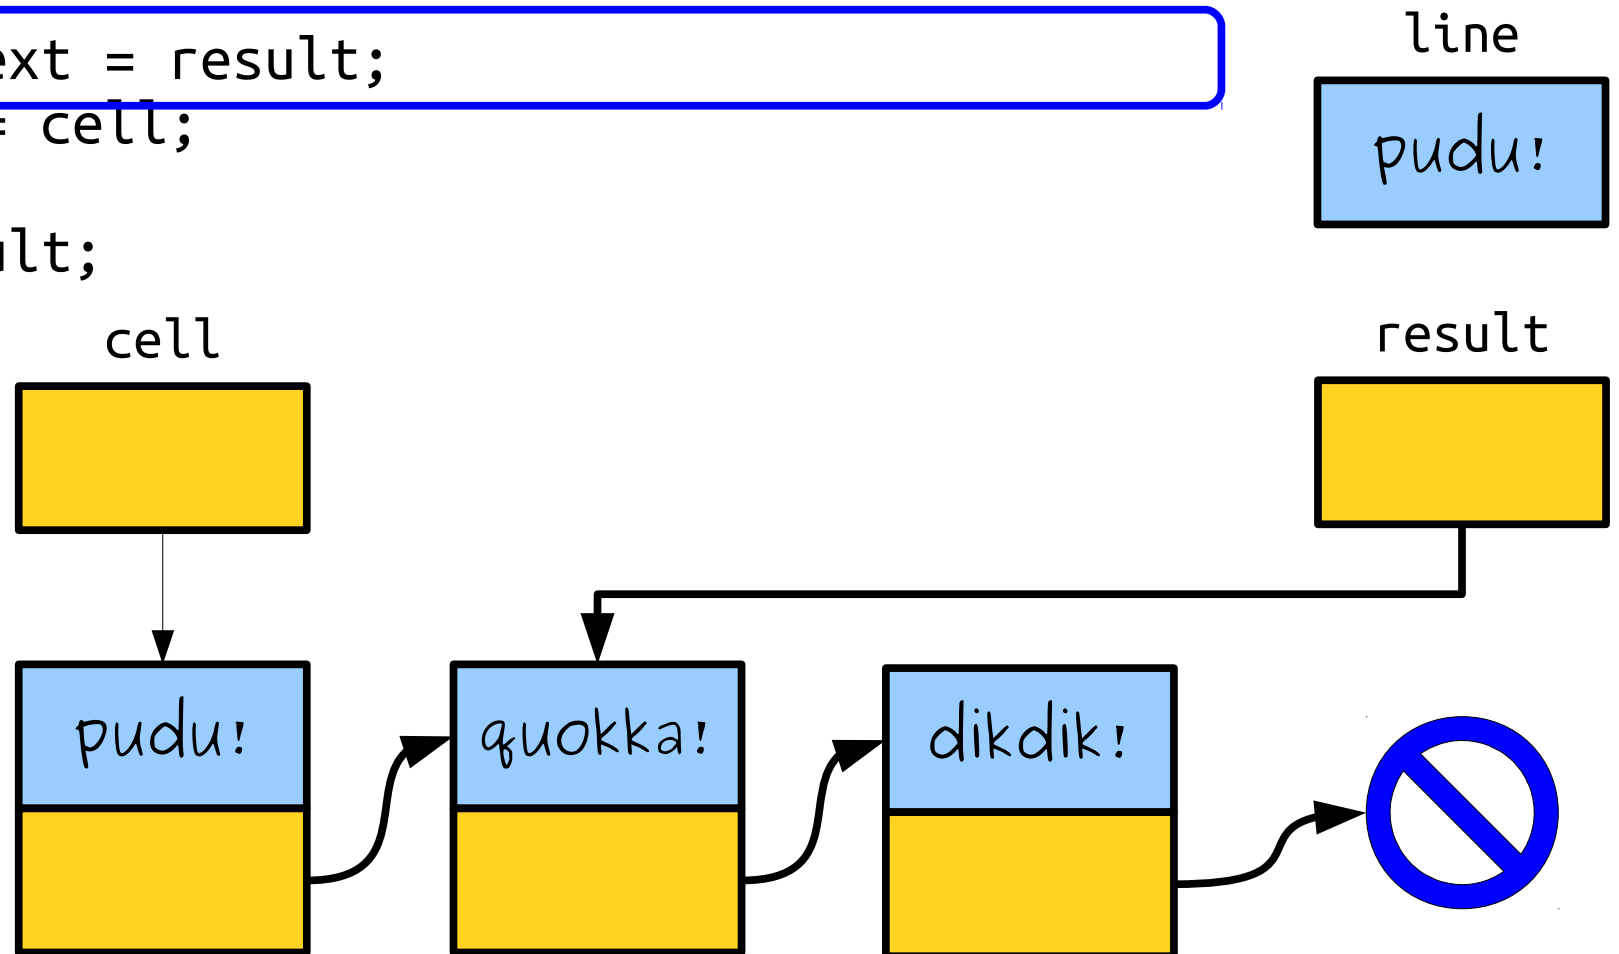 ext = result;
= cell;
ult;
line
pudu!
cell
result
pudu!
quokka!
dikdik!